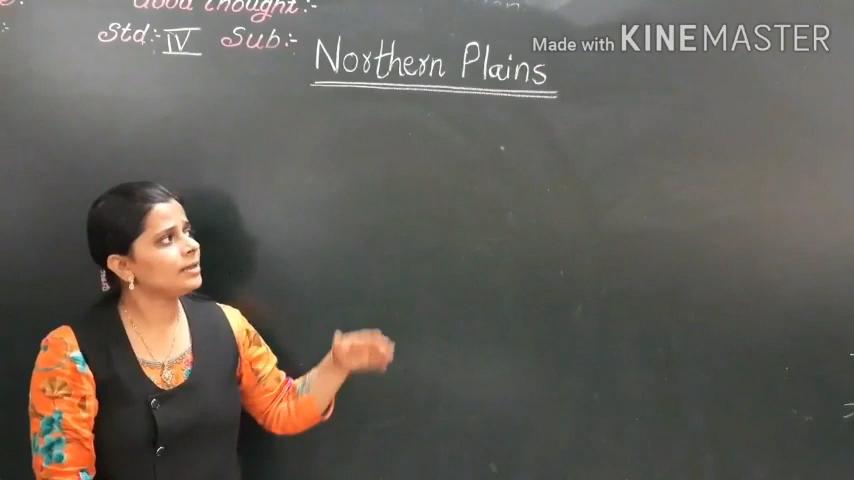 Good Thought:-
Std:- IV Sub:-
Northern Plains
Made with KINEMASTER